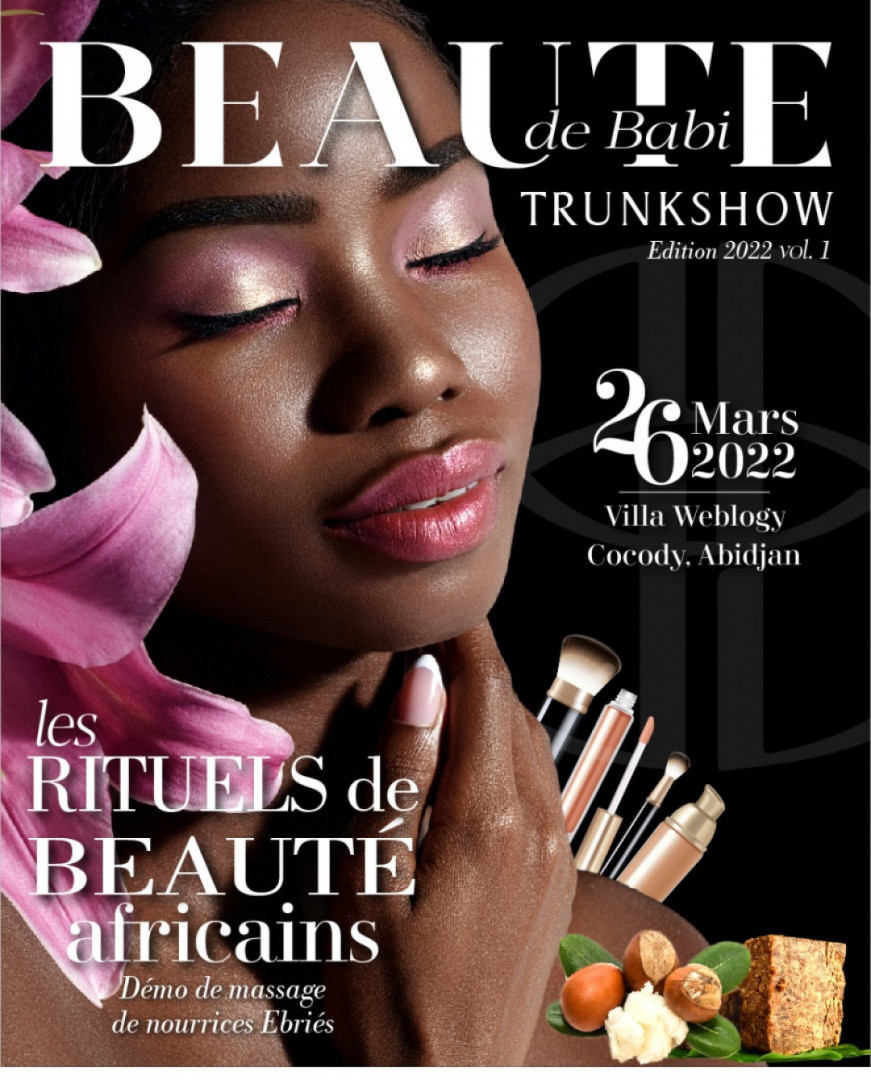 BEAUTE
de Babi
TRUNKSHOW
Edition 2022 vol. 1
26 Mars
2022
Villa Weblogy
Cocody, Abidjan
les
RITUELS de
BEAUTÉ
africains
Démo de massage
de nourrices Ebriés